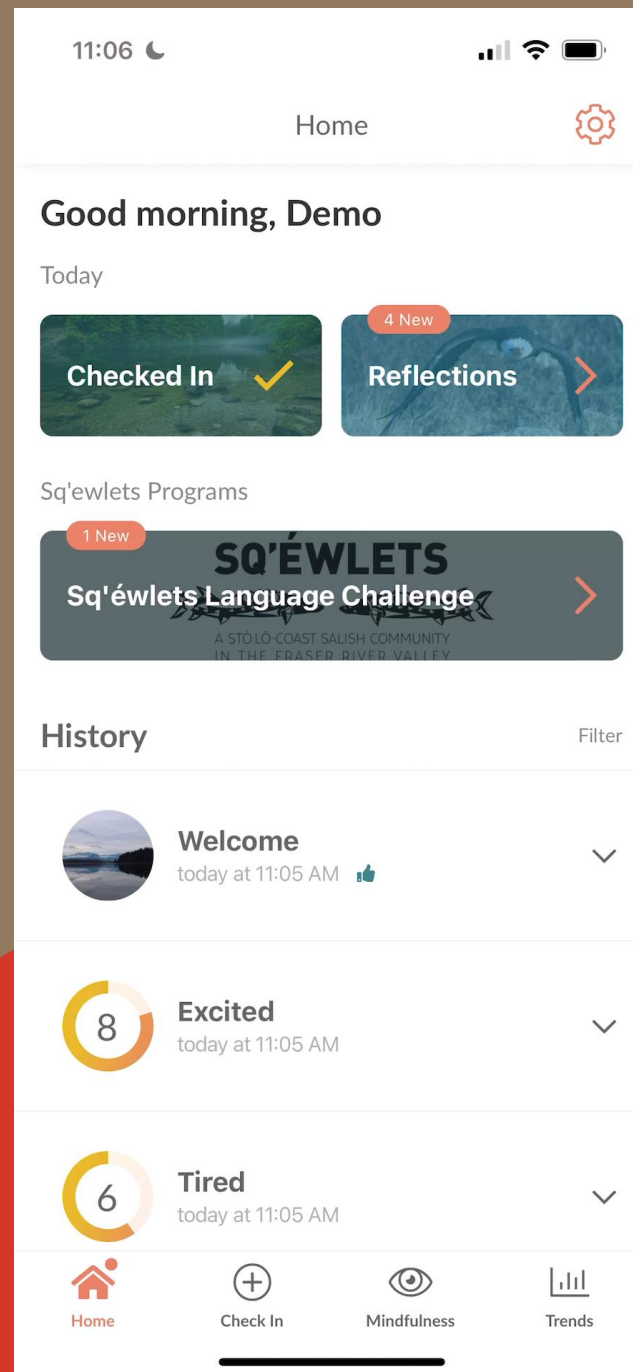 11:06
Home
Good morning, Demo
Today
Checked In
4 New
Reflections
Sq'ewlets Programs
1 New
SQ'ÉWLETS
Sq'éwlets Language Challenge
A STÓ:LŌ-COAST SALISH COMMUNITY
IN THE FRASER RIVER VALLEY
History
Filter
Welcome
today at 11:05 AM
8
Excited
today at 11:05 AM
6
Tired
today at 11:05 AM
Home
Check In
Mindfulness
Trends